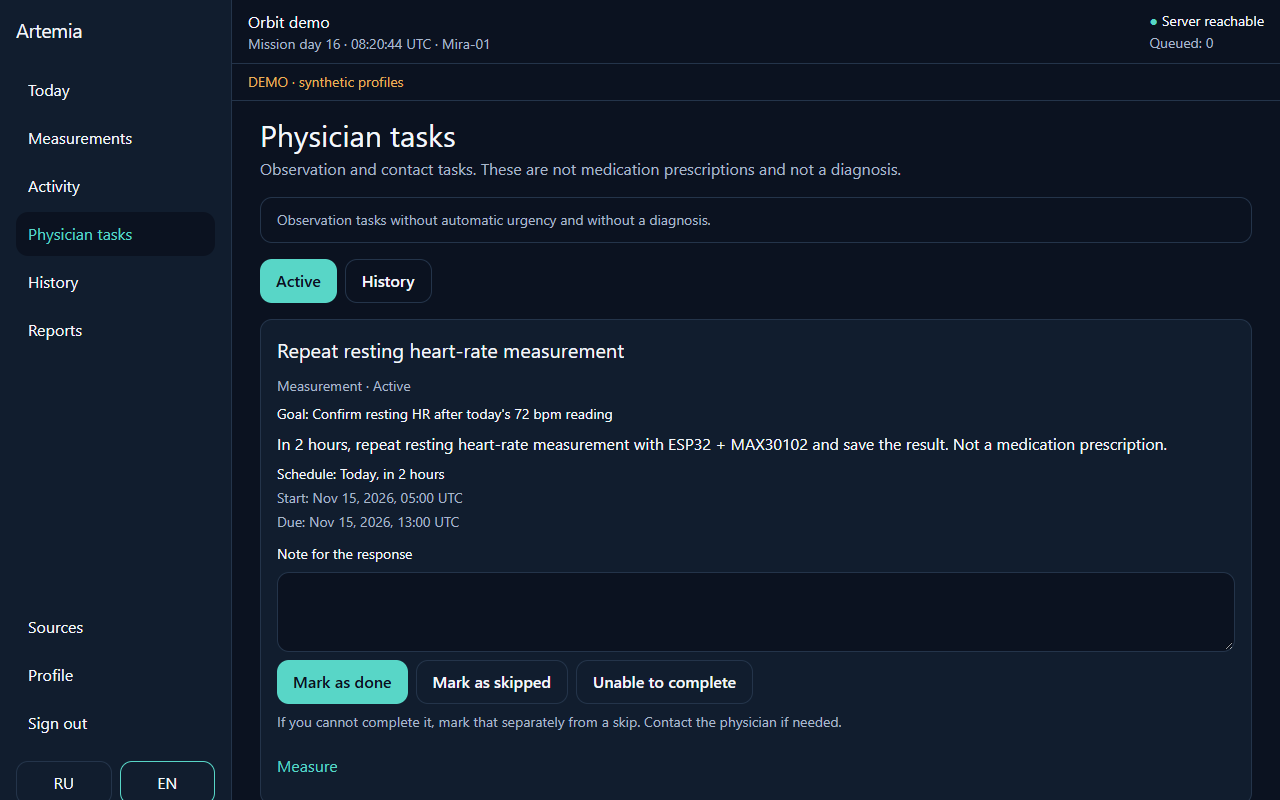 Artemia
Today
Measurements
Activity
Physician tasks
History
Reports
Sources
Profile
Sign out
RU
EN
Orbit demo
Mission day 16 · 08:20:44 UTC · Mira-01
● Server reachable
Queued: 0
DEMO · synthetic profiles
Physician tasks
Observation and contact tasks. These are not medication prescriptions and not a diagnosis.
Observation tasks without automatic urgency and without a diagnosis.
Active
History
Repeat resting heart-rate measurement
Measurement · Active
Goal: Confirm resting HR after today's 72 bpm reading
In 2 hours, repeat resting heart-rate measurement with ESP32 + MAX30102 and save the result. Not a medication prescription.
Schedule: Today, in 2 hours
Start: Nov 15, 2026, 05:00 UTC
Due: Nov 15, 2026, 13:00 UTC
Note for the response
Mark as done
Mark as skipped
Unable to complete
If you cannot complete it, mark that separately from a skip. Contact the physician if needed.
Measure